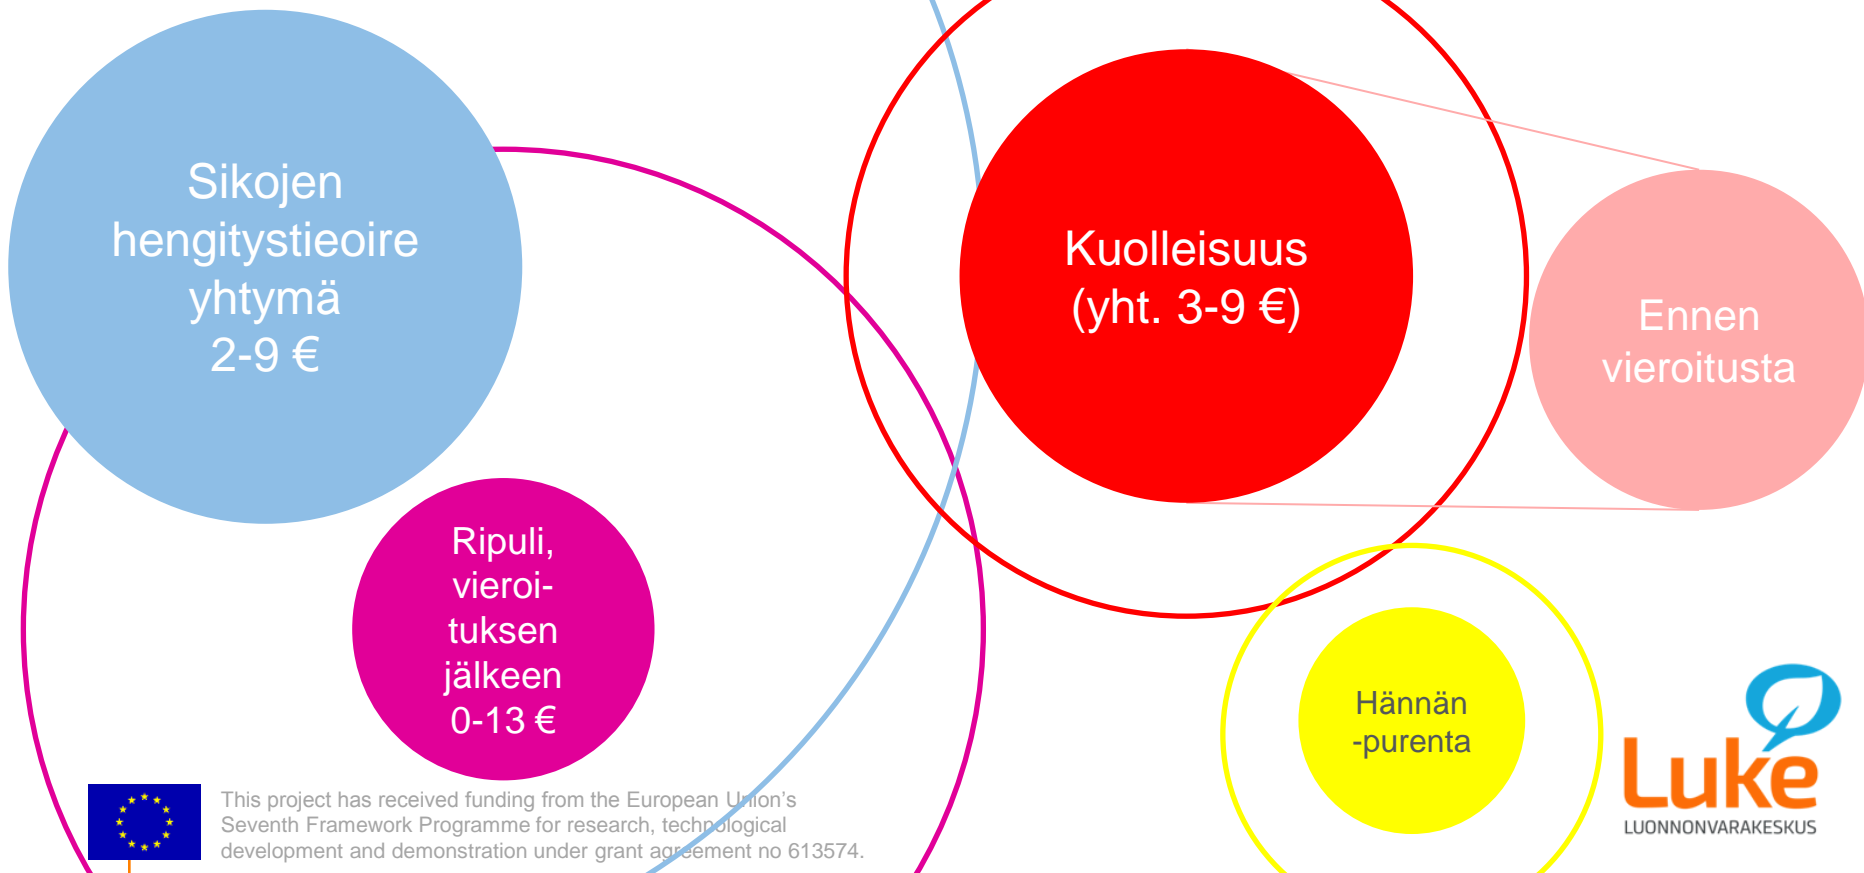 Sikojen
hengitystieoire
yhtymä
2-9 €
Kuolleisuus
(yht. 3-9 €)
Ennen
vieroitusta
Ripuli,
vieroi-
tuksen
jälkeen
0-13 €
Hännän
-purenta
Luke
LUONNONVARAKESKUS
This project has received funding from the European Union’s
Seventh Framework Programme for research, technological
development and demonstration under grant agreement no 613574.